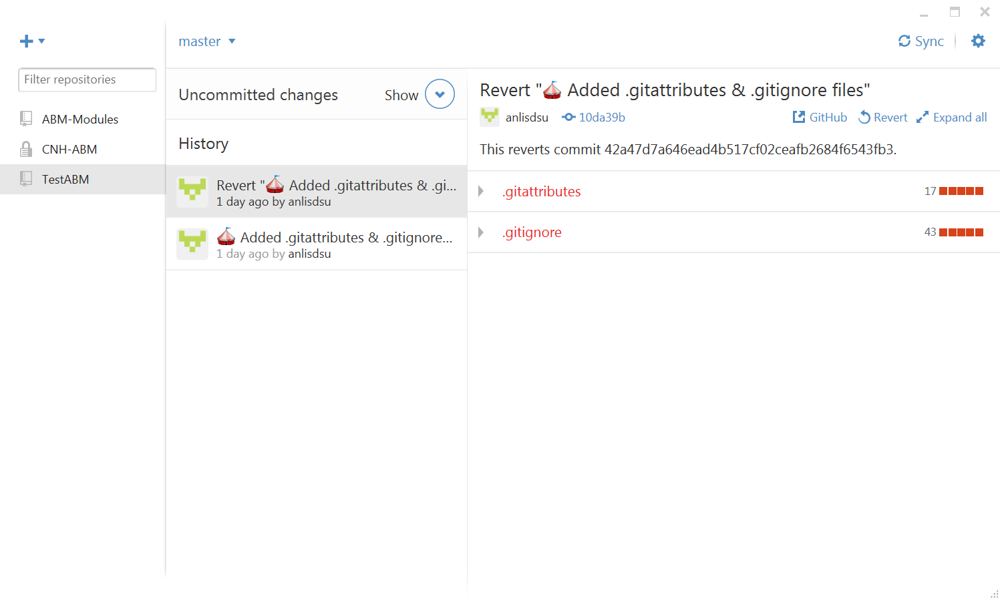 master
Sync
Filter repositories
ABM-Modules
CNH-ABM
TestABM
Uncommitted changes
Show
History
Revert "🎪 Added .gitattributes & .gi...
1 day ago by anlisdsu
🎪 Added .gitattributes & .gitignore...
1 day ago by anlisdsu
Revert "🎪 Added .gitattributes & .gitignore files"
anlisdsu 10da39b GitHub Revert Expand all
This reverts commit 42a47d7a646ead4b517cf02ceafb2684f6543fb3.
.gitattributes 17
.gitignore 43